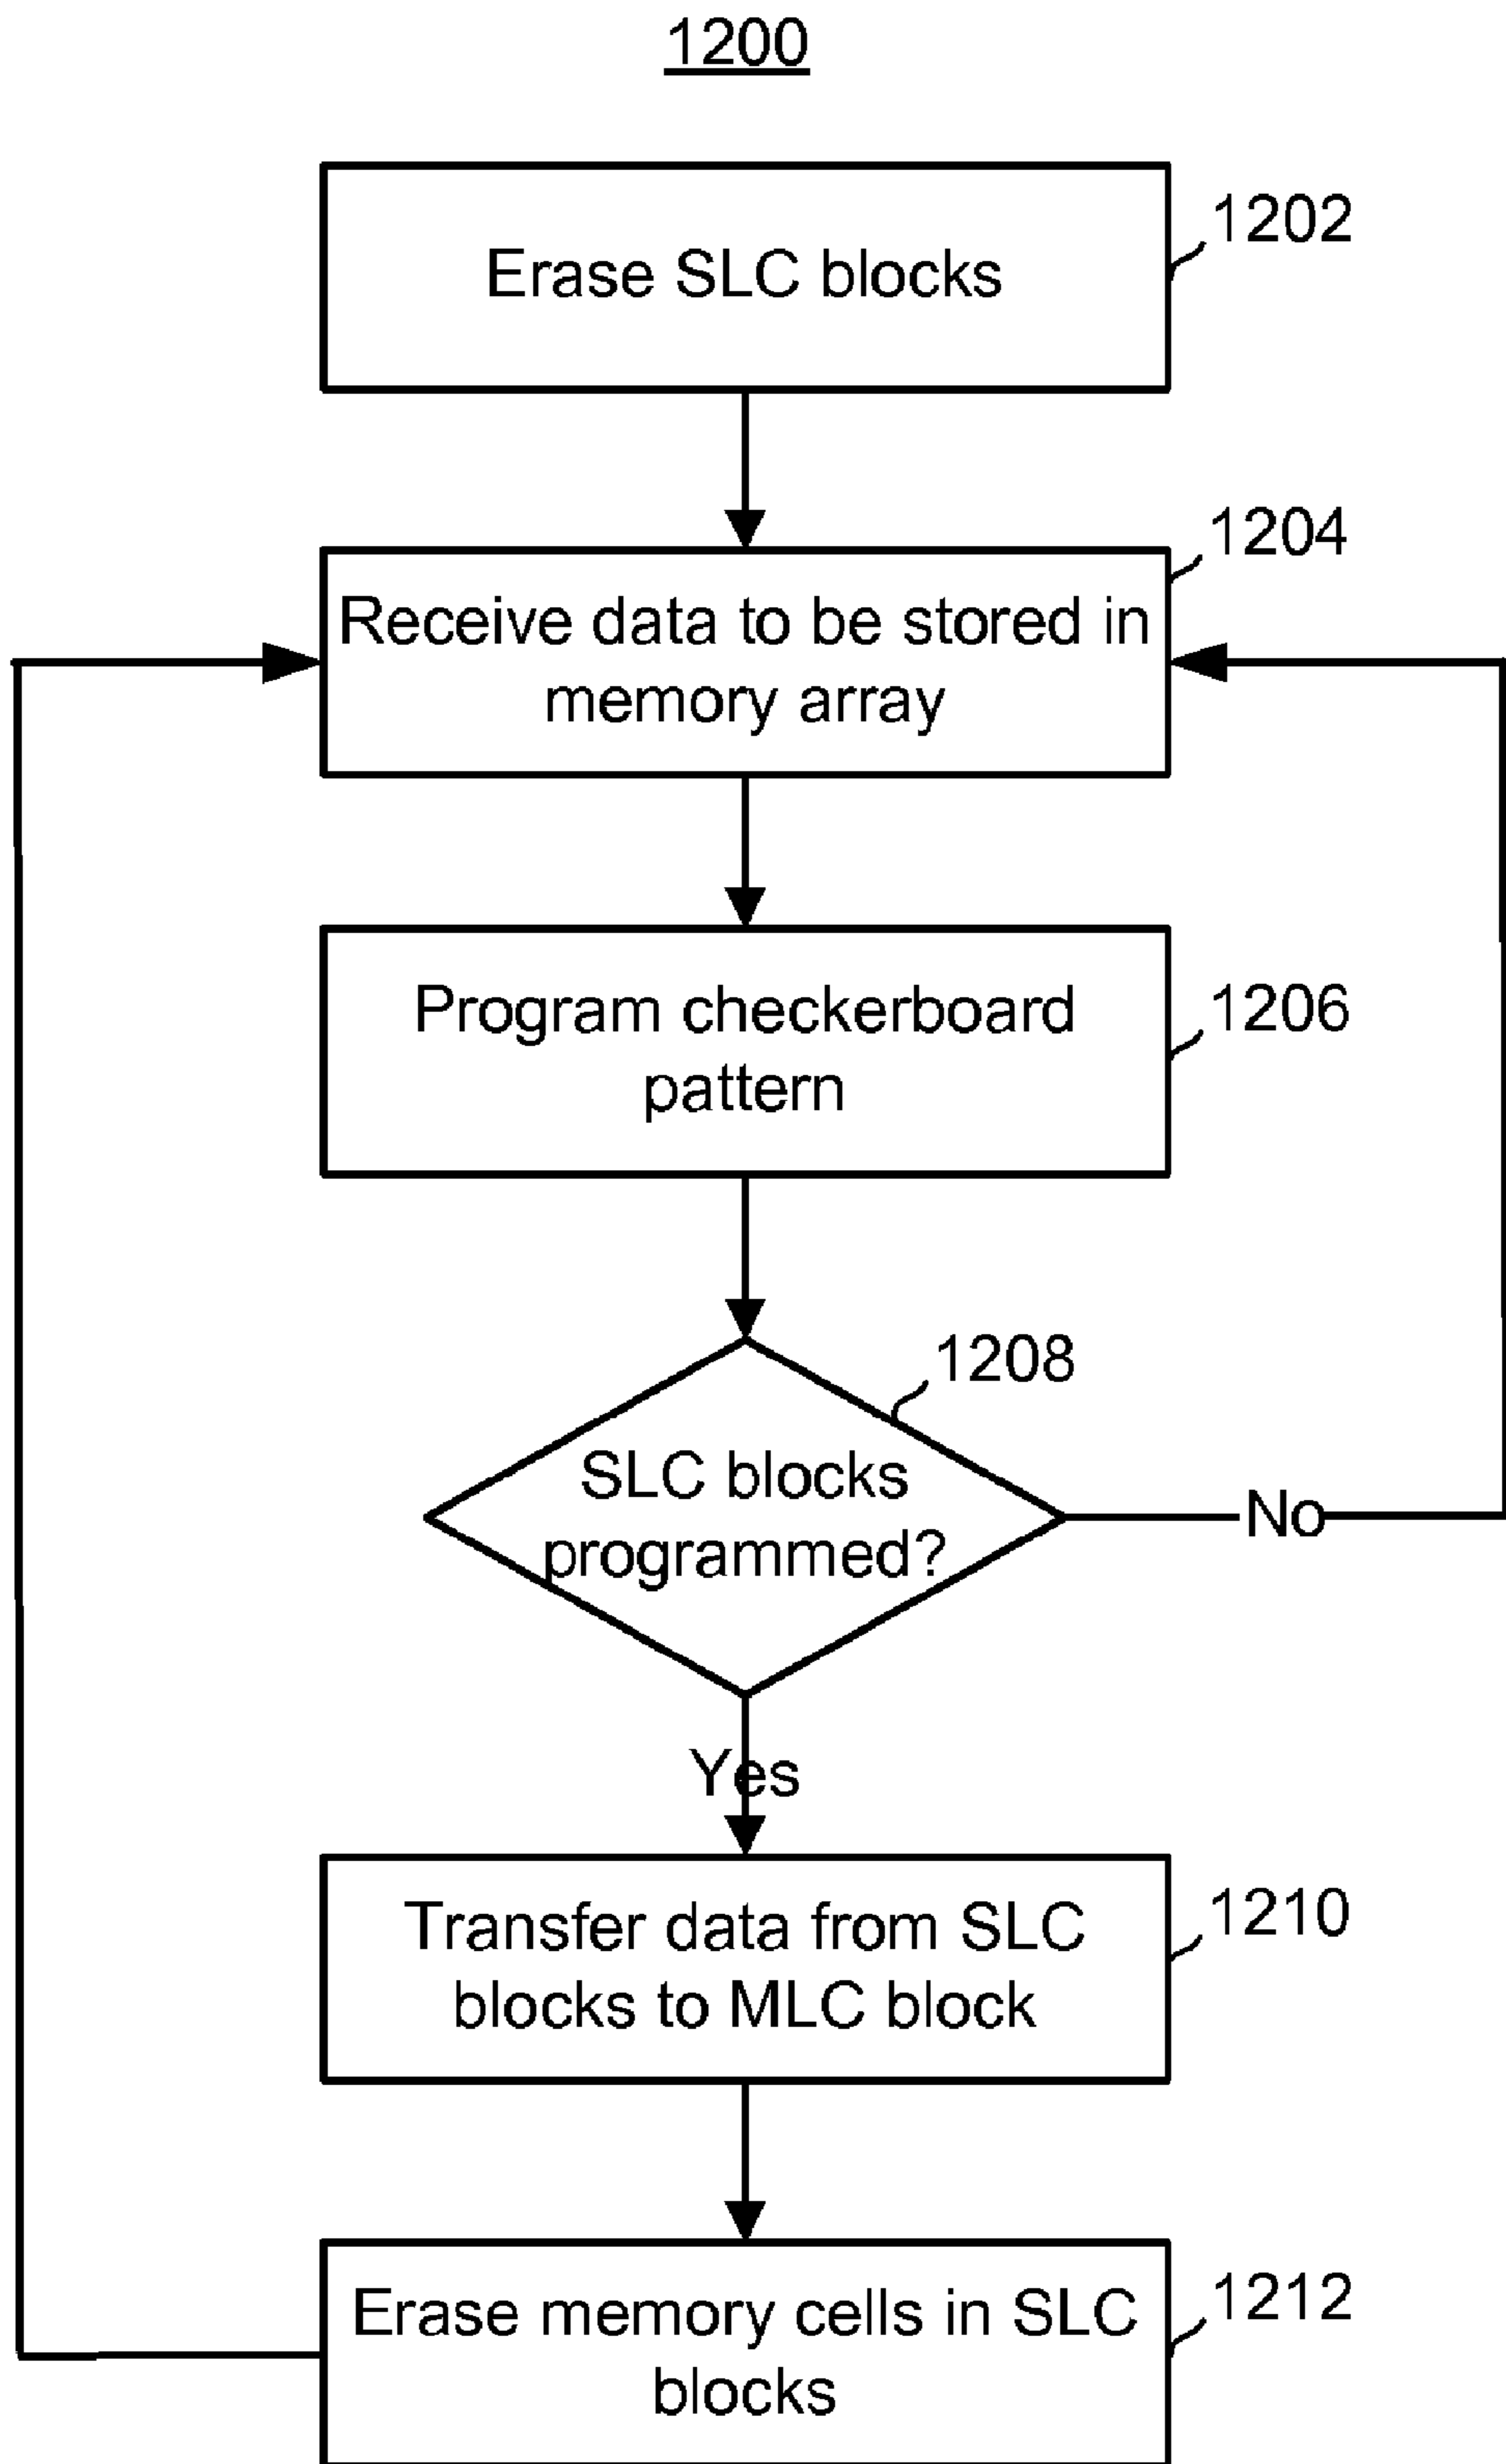 1200
Erase SLC blocks
1202
1204
Receive data to be stored in
memory array
Program checkerboard
pattern
1206
1208
SLC blocks
programmed?
No
Yes
Transfer data from SLC
blocks to MLC block
1210
Erase memory cells in SLC
blocks
1212